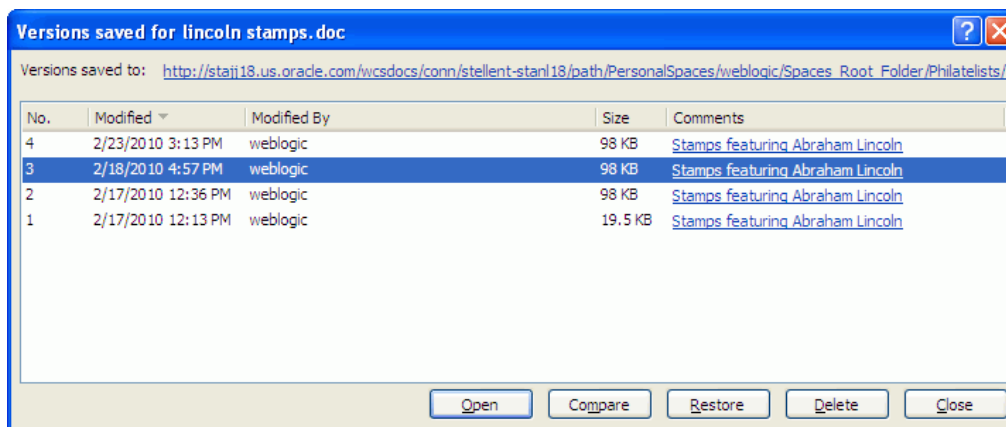 Versions saved for lincoln stamps.doc
Versions saved to: http://stajj18.us.oracle.com/wcsdocs/conn/stellent-stanl18/path/PersonalSpaces/weblogic/Spaces_Root_Folder/Philatelists/
No. Modified Modified By Size Comments
4 2/23/2010 3:13 PM weblogic 98 KB Stamps featuring Abraham Lincoln
3 2/18/2010 4:57 PM weblogic 98 KB Stamps featuring Abraham Lincoln
2 2/17/2010 12:36 PM weblogic 98 KB Stamps featuring Abraham Lincoln
1 2/17/2010 12:13 PM weblogic 19.5 KB Stamps featuring Abraham Lincoln
Open Compare Restore Delete Close